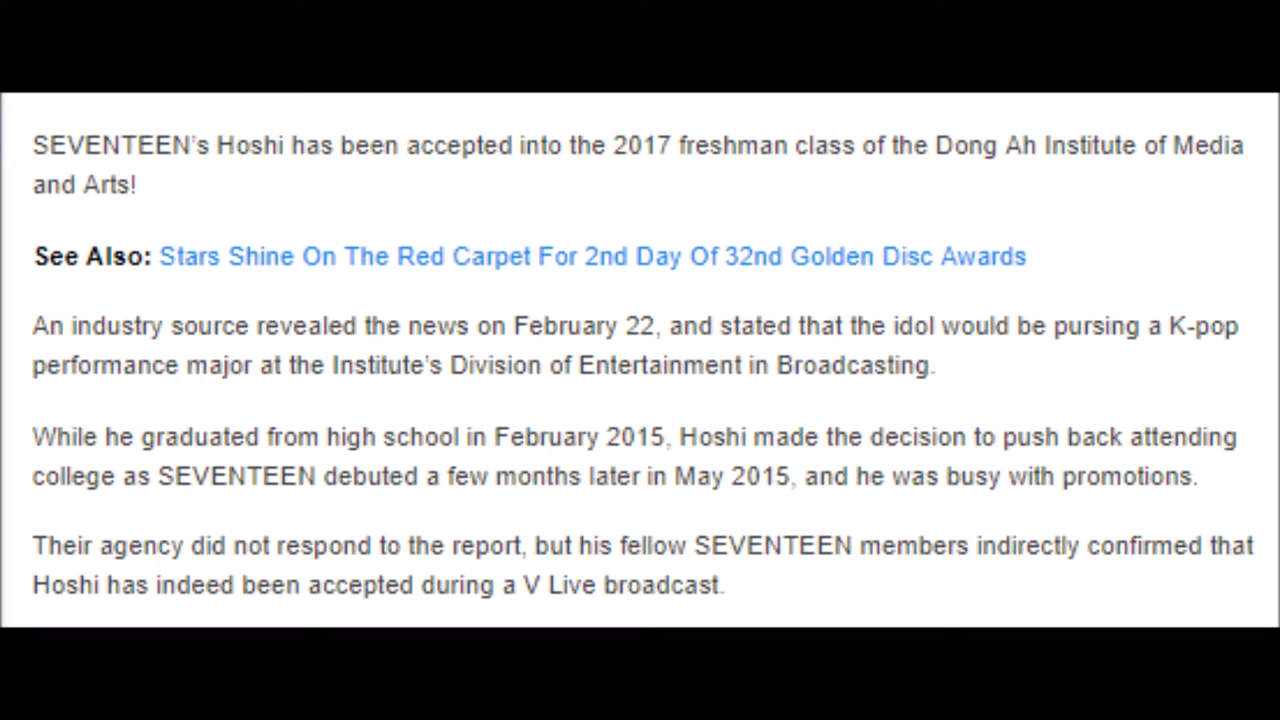 SEVENTEEN's Hoshi has been accepted into the 2017 freshman class of the Dong Ah Institute of Media
and Arts!
See Also: Stars Shine On The Red Carpet For 2nd Day Of 32nd Golden Disc Awards
An industry source revealed the news on February 22, and stated that the idol would be pursing a K-pop
performance major at the Institute's Division of Entertainment in Broadcasting.
While he graduated from high school in February 2015, Hoshi made the decision to push back attending
college as SEVENTEEN debuted a few months later in May 2015, and he was busy with promotions.
Their agency did not respond to the report, but his fellow SEVENTEEN members indirectly confirmed that
Hoshi has indeed been accepted during a V Live broadcast.